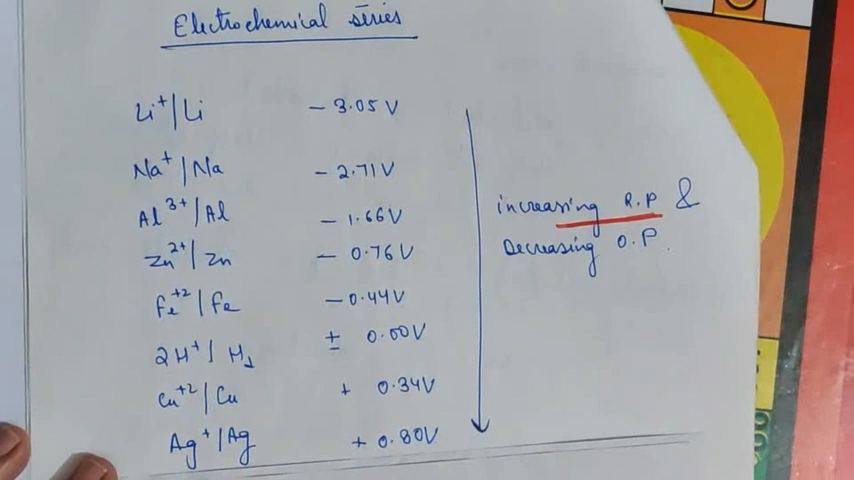 Electrochemical series
Li⁺/Li - 3.05 V
Na⁺/Na - 2.71V
Al³⁺/Al - 1.66V
Zn²⁺/Zn - 0.76V
Fe⁺²/Fe - 0.44V
2H⁺/H₂ ± 0.00V
Cu⁺²/Cu + 0.34V
Ag⁺/Ag + 0.80V
increasing R.P &
Decreasing O.P.